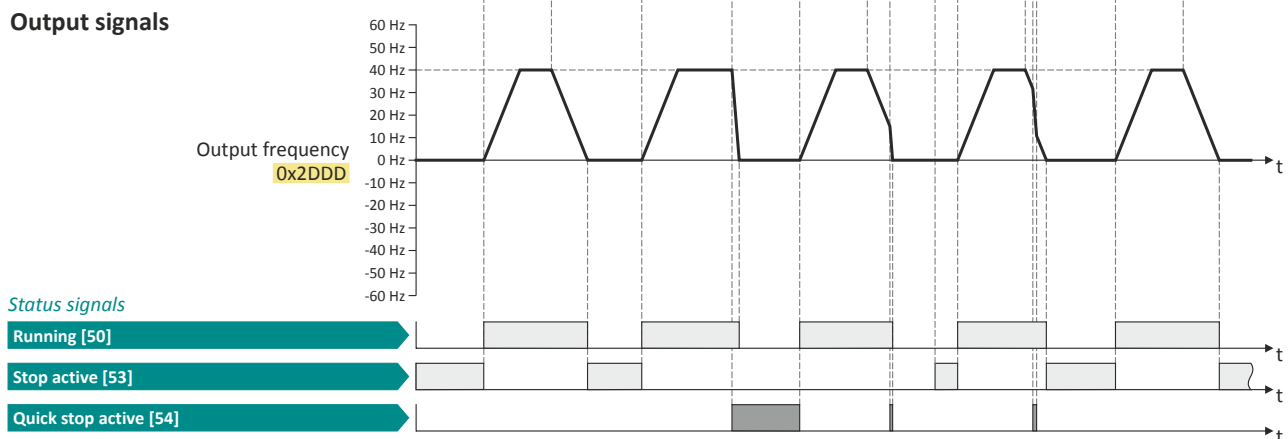 Output signals
60 Hz
50 Hz
40 Hz
30 Hz
20 Hz
10 Hz
0 Hz
-10 Hz
-20 Hz
-30 Hz
-40 Hz
-50 Hz
-60 Hz
Output frequency
0x2DDD
t
Status signals
Running [50]
t
Stop active [53]
t
Quick stop active [54]
t